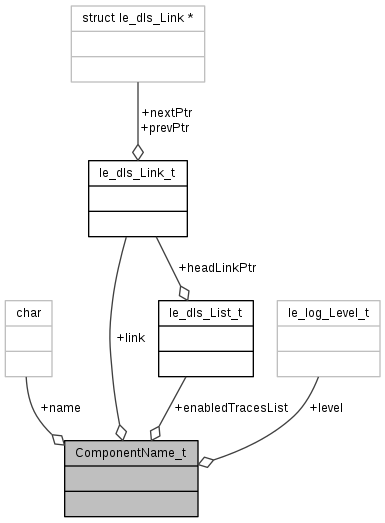 struct le_dls_Link *
+nextPtr
+prevPtr
le_dls_Link_t
+headLinkPtr
char
+link
le_dls_List_t
le_log_Level_t
+name
+enabledTracesList
+level
ComponentName_t